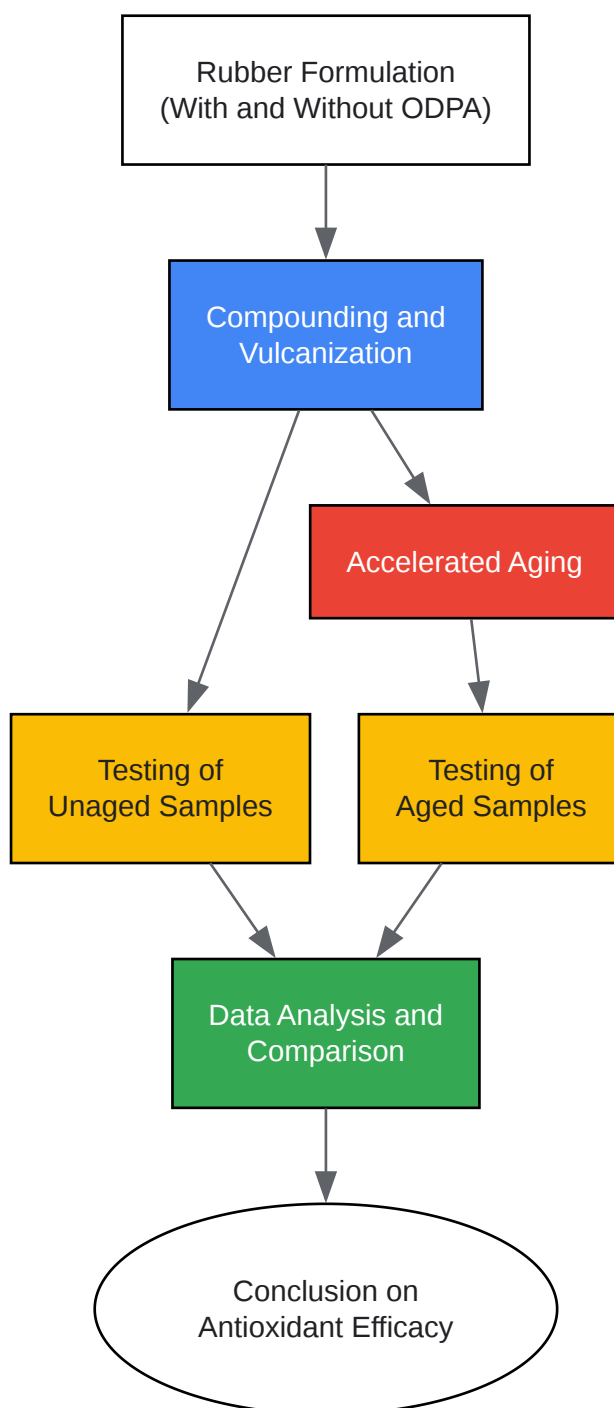 Rubber Formulation
(With and Without ODPA)
Compounding and
Vulcanization
Accelerated Aging
Testing of
Unaged Samples
Testing of
Aged Samples
Data Analysis and
Comparison
Conclusion on
Antioxidant Efficacy